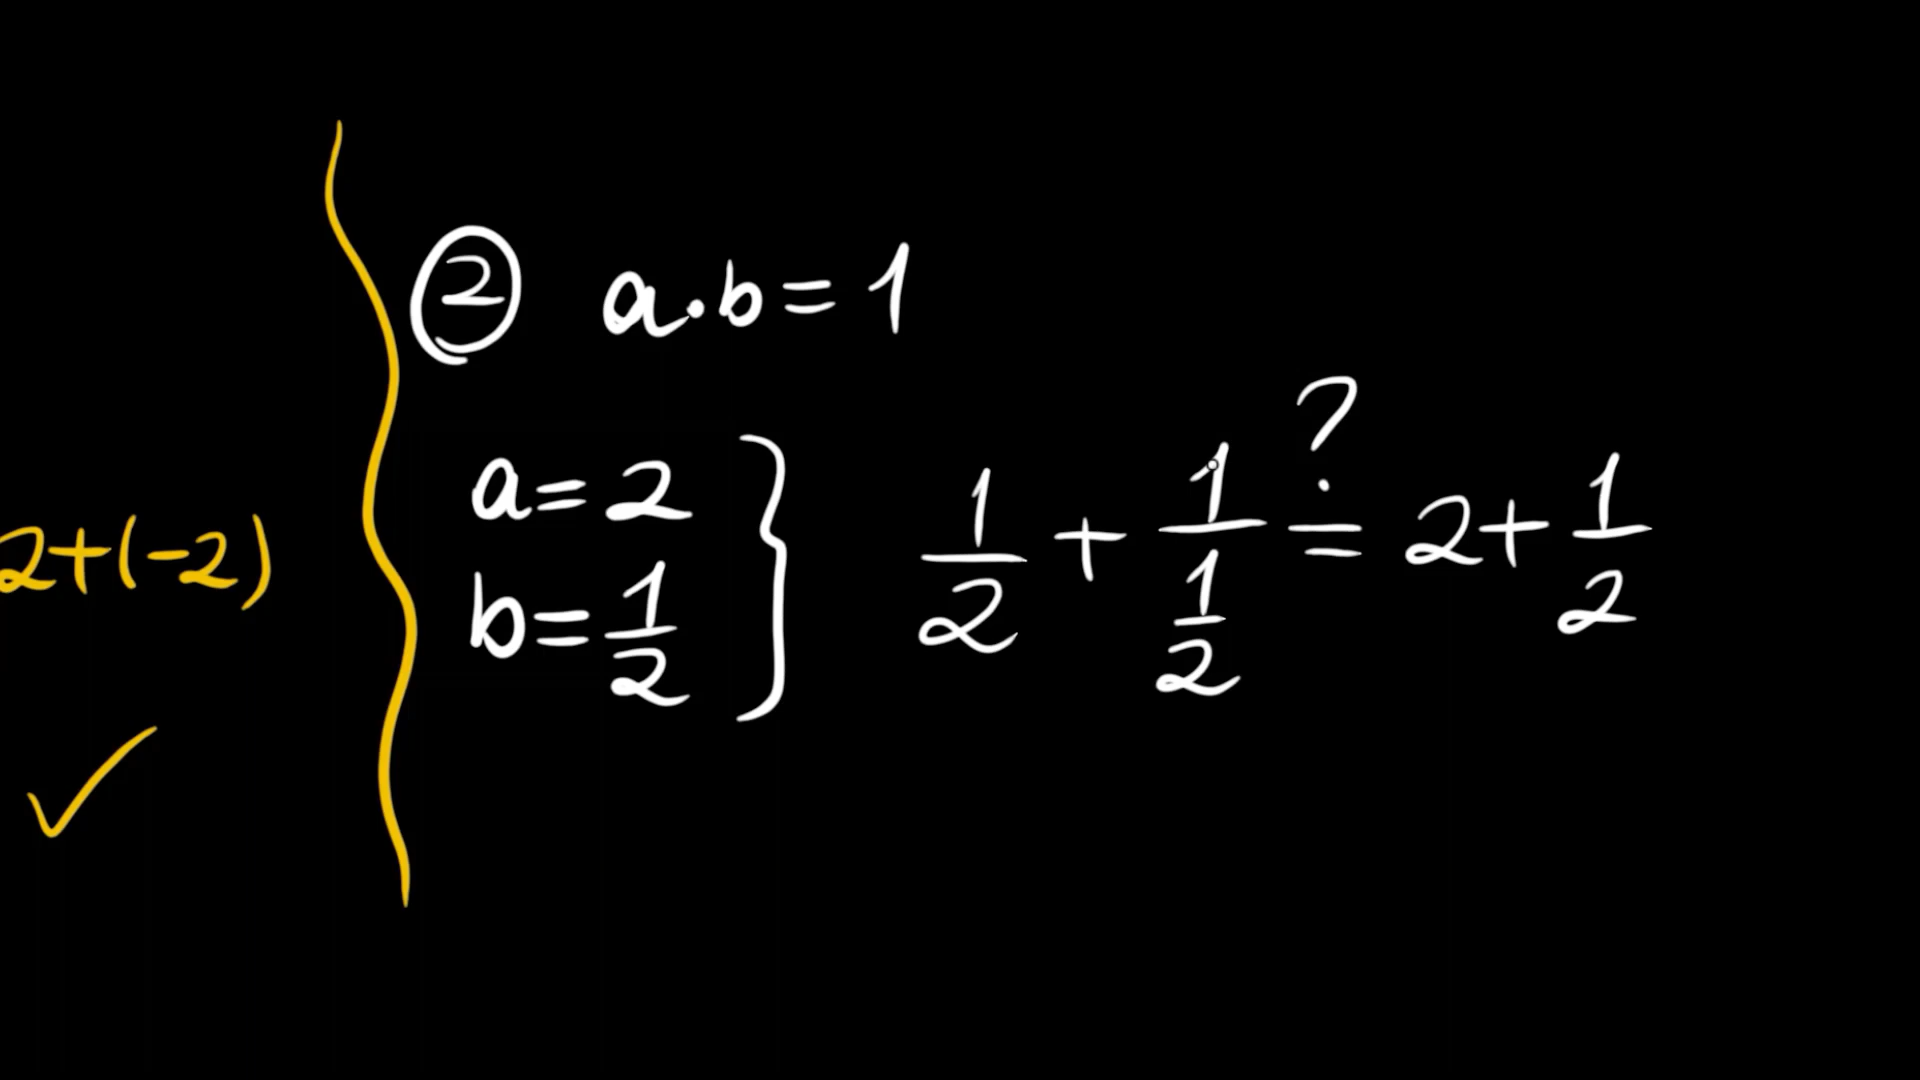 2+(-2)
✓
② a·b=1
a=2
b=1/2
1/2 + 1/(1/2) ?= 2+1/2